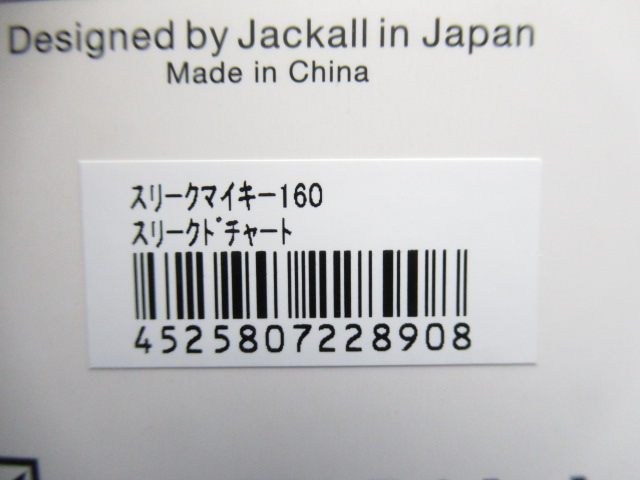 Designed by Jackall in Japan
Made in China
ｽﾘｰｸﾏｲｷｰ160
ｽﾘｰｸﾄﾞﾁｬｰﾄ
4525807228908